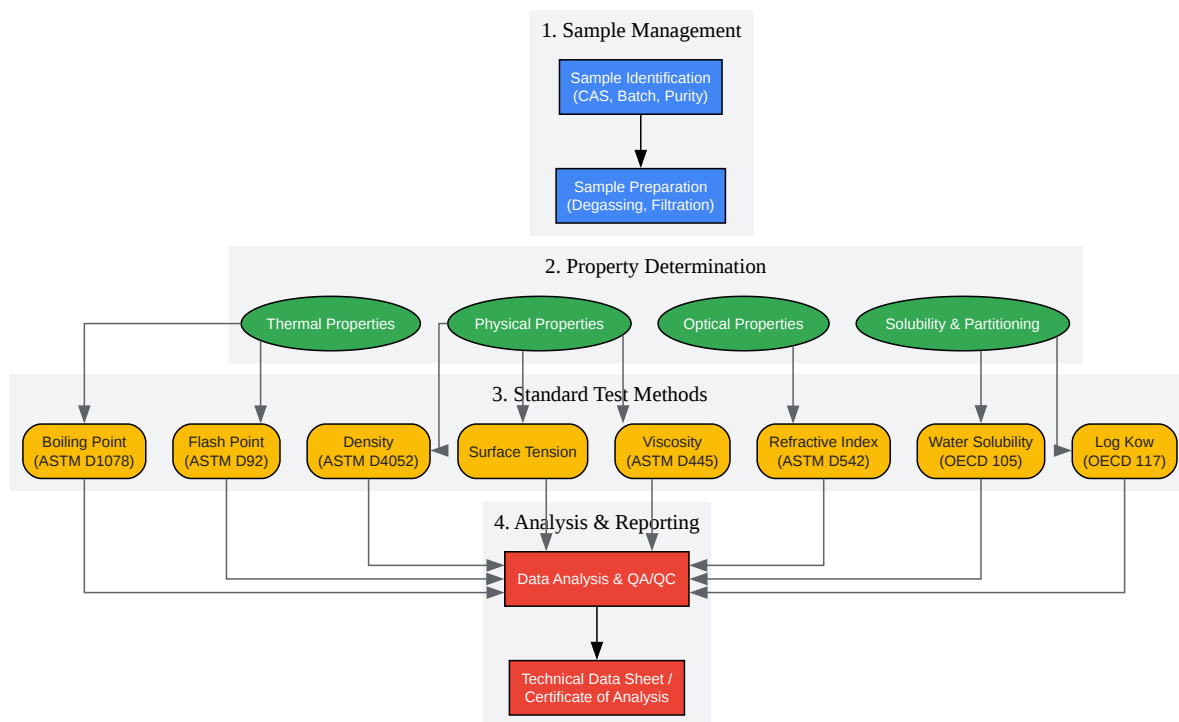 1. Sample Management
Sample Identification
(CAS, Batch, Purity)
Sample Preparation
(Degassing, Filtration)
2. Property Determination
Thermal Properties
Physical Properties
Optical Properties
Solubility & Partitioning
3. Standard Test Methods
Boiling Point
(ASTM D1078)
Flash Point
(ASTM D92)
Density
(ASTM D4052)
Surface Tension
Viscosity
(ASTM D445)
Refractive Index
(ASTM D542)
Water Solubility
(OECD 105)
Log Kow
(OECD 117)
4. Analysis & Reporting
Data Analysis & QA/QC
Technical Data Sheet /
Certificate of Analysis